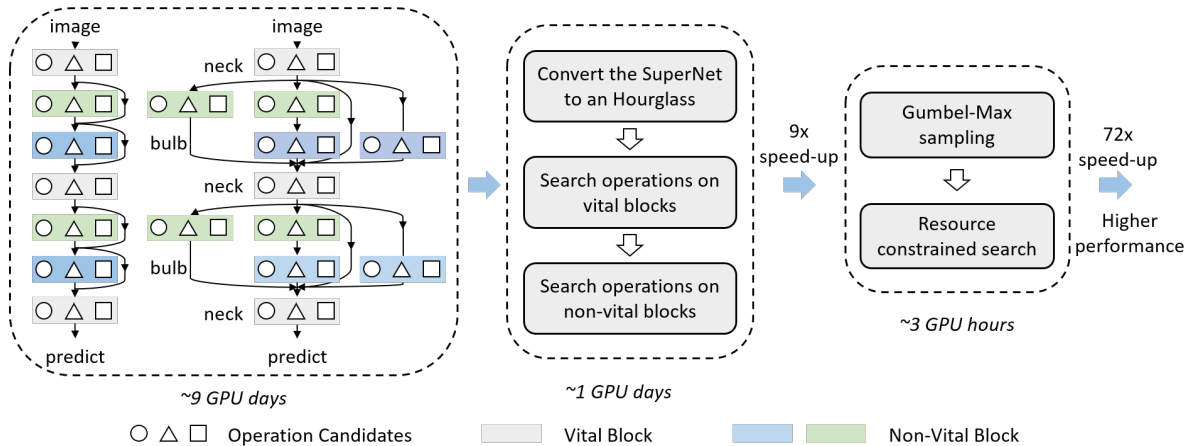 image
image
neck
bulb
neck
bulb
neck
predict
predict
~9 GPU days
Convert the SuperNet
to an Hourglass
Search operations on
vital blocks
Search operations on
non-vital blocks
~1 GPU days
9x
speed-up
Gumbel-Max
sampling
Resource
constrained search
~3 GPU hours
72x
speed-up
Higher
performance
Operation Candidates
Vital Block
Non-Vital Block